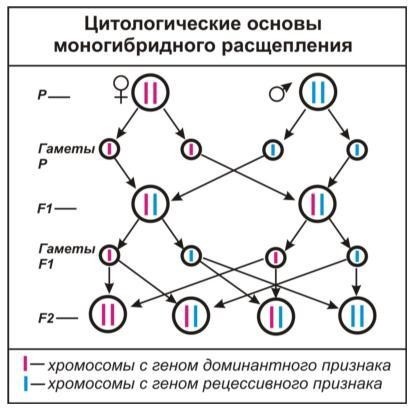 Цитологические основы
моногибридного расщепления
P
♀
♂
Гаметы
P
F1
Гаметы
F1
F2
— хромосомы с геном доминантного признака
— хромосомы с геном рецессивного признака